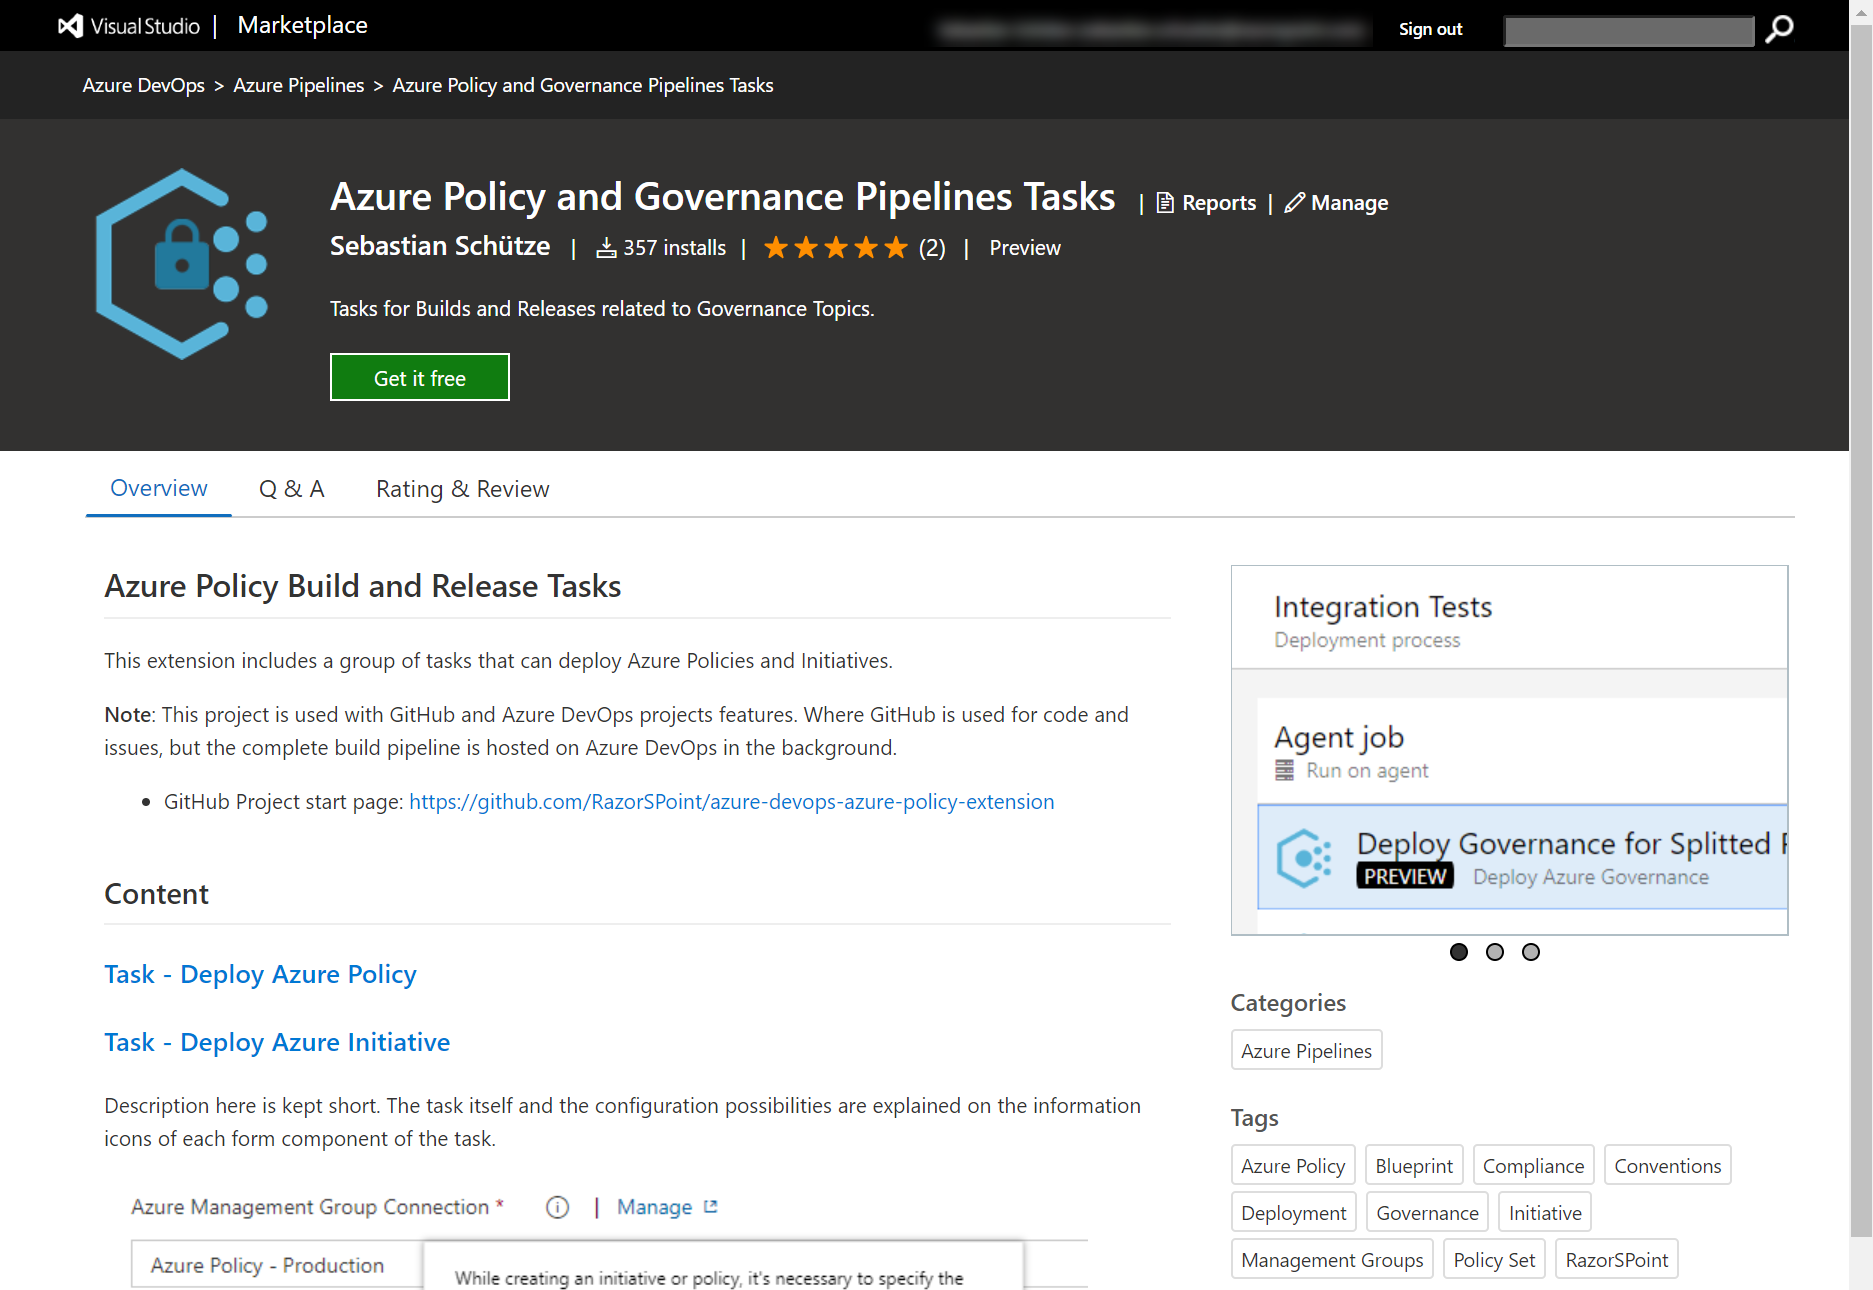 Visual Studio | Marketplace
Sign out
Azure DevOps > Azure Pipelines > Azure Policy and Governance Pipelines Tasks
Azure Policy and Governance Pipelines Tasks | Reports | Manage
Sebastian Schütze | 357 installs | (2) | Preview
Tasks for Builds and Releases related to Governance Topics.
Get it free
Overview Q & A Rating & Review
Azure Policy Build and Release Tasks
This extension includes a group of tasks that can deploy Azure Policies and Initiatives.
Note: This project is used with GitHub and Azure DevOps projects features. Where GitHub is used for code and
issues, but the complete build pipeline is hosted on Azure DevOps in the background.
• GitHub Project start page: https://github.com/RazorSPoint/azure-devops-azure-policy-extension
Content
Task - Deploy Azure Policy
Task - Deploy Azure Initiative
Description here is kept short. The task itself and the configuration possibilities are explained on the information
icons of each form component of the task.
Azure Management Group Connection * | Manage
Azure Policy - Production
While creating an initiative or policy, it's necessary to specify the
Integration Tests
Deployment process
Agent job
Run on agent
Deploy Governance for Splitted
PREVIEW Deploy Azure Governance
Categories
Azure Pipelines
Tags
Azure Policy Blueprint Compliance Conventions
Deployment Governance Initiative
Management Groups Policy Set RazorSPoint